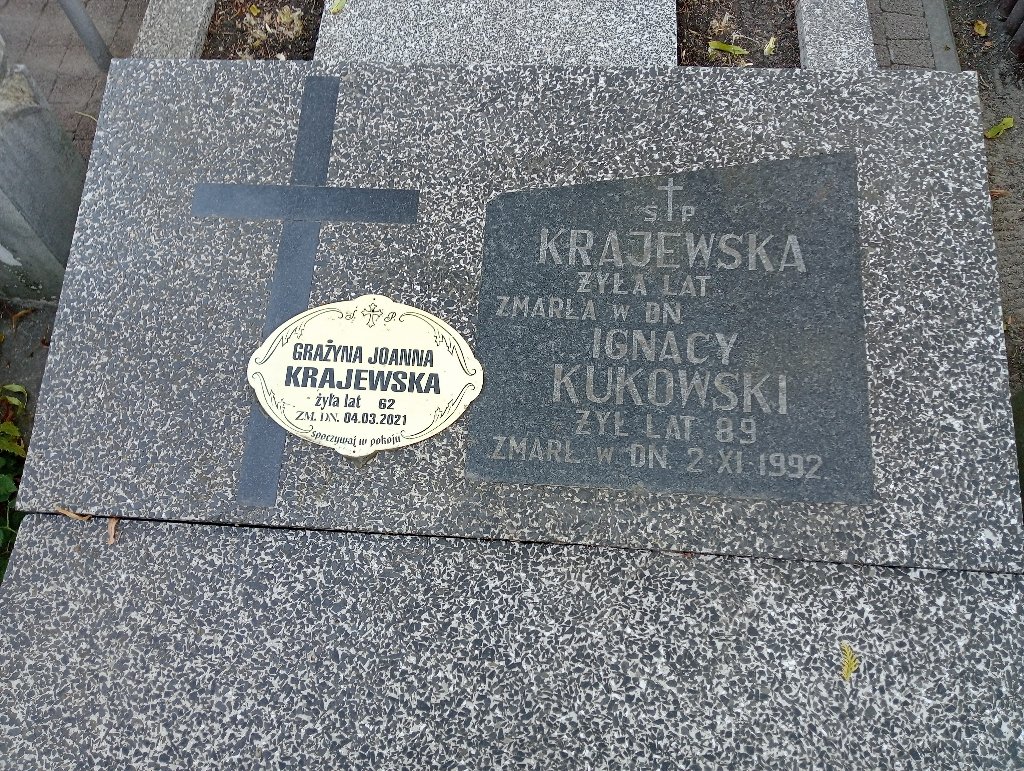 Ś. P.
GRAŻYNA JOANNA
KRAJEWSKA
żyła lat 62
ZM. DN. 04.03.2021
spoczywaj w pokoju
S P
KRAJEWSKA
ŻYŁA LAT
ZMARŁA W DN
IGNACY
KUKOWSKI
ŻYŁ LAT 89
ZMARŁ W DN. 2·XI 1992